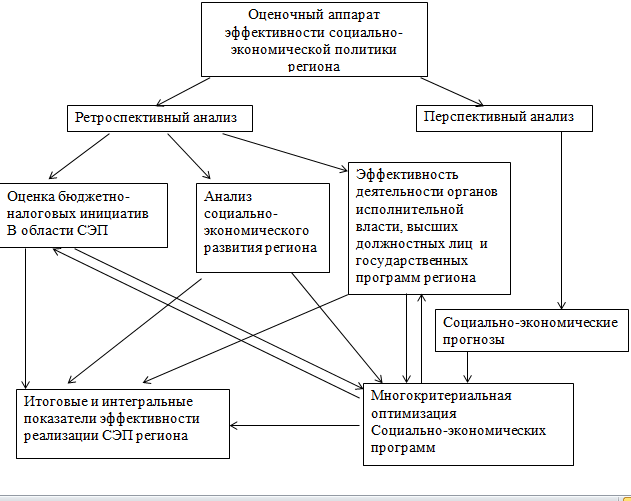 Оценочный аппарат
эффективности социально-
экономической политики
региона
Ретроспективный анализ
Перспективный анализ
Оценка бюджетно-
налоговых инициатив
В области СЭП
Анализ
социально-
экономического
развития региона
Эффективность
деятельности органов
исполнительной
власти, высших
должностных лиц и
государственных
программ региона
Социально-экономические
прогнозы
Итоговые и интегральные
показатели эффективности
реализации СЭП региона
Многокритериальная
оптимизация
Социально-экономических
программ